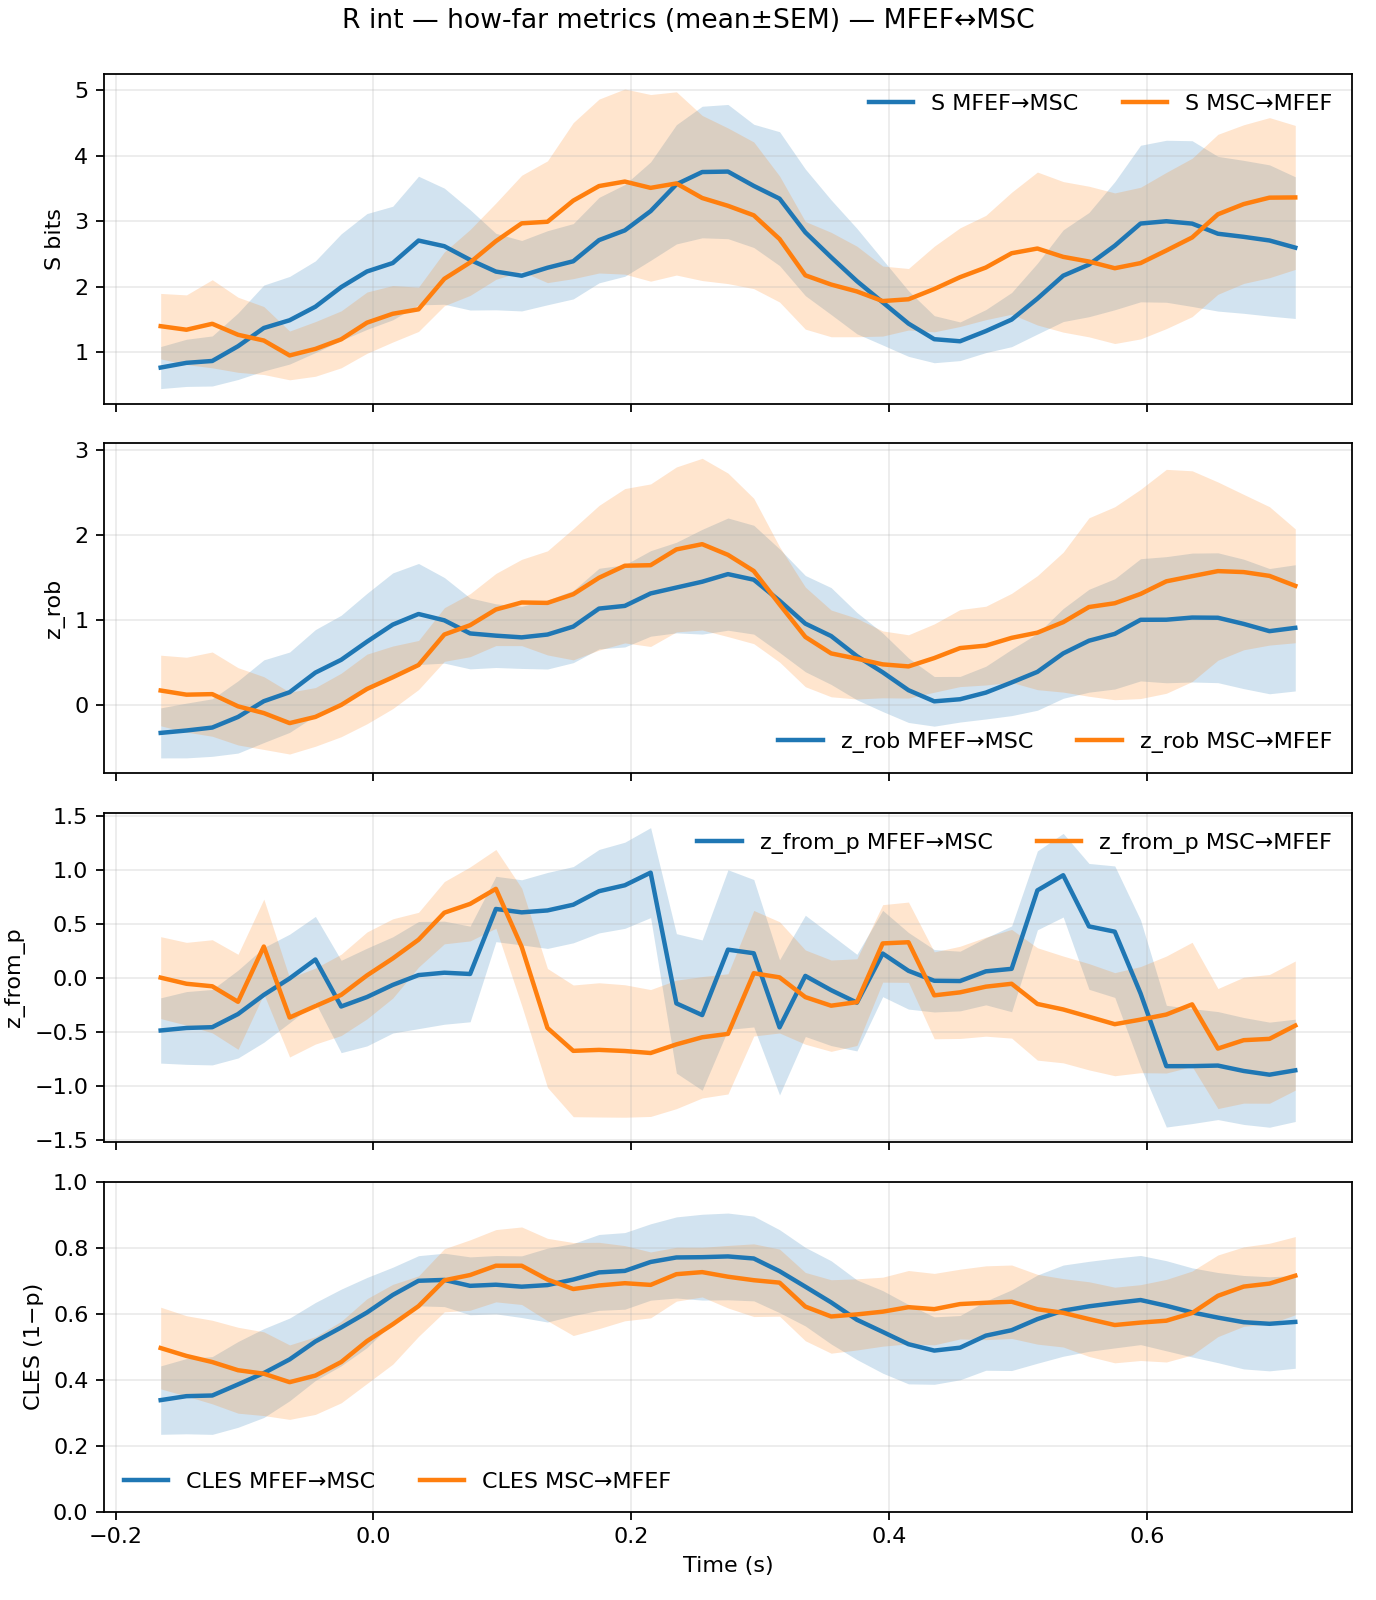 R int — how-far metrics (mean±SEM) — MFEF↔MSC
5
4
3
2
1
S bits
S MFEF→MSC
S MSC→MFEF
3
2
1
0
z_rob
z_rob MFEF→MSC
z_rob MSC→MFEF
1.5
1.0
0.5
0.0
−0.5
−1.0
−1.5
z_from_p
z_from_p MFEF→MSC
z_from_p MSC→MFEF
1.0
0.8
0.6
0.4
0.2
0.0
CLES (1−p)
CLES MFEF→MSC
CLES MSC→MFEF
−0.2
0.0
0.2
0.4
0.6
Time (s)